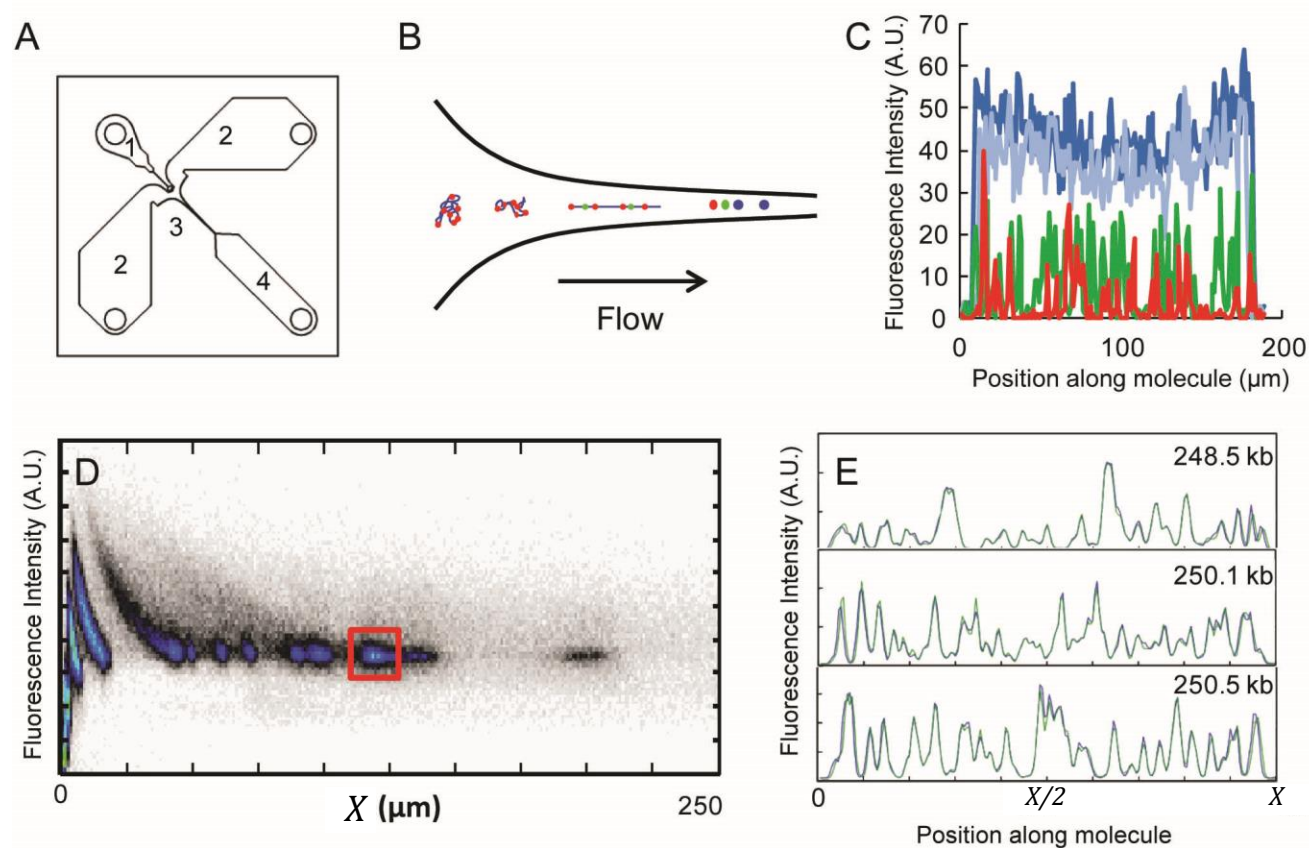 A
1
2
2
3
4
B
Flow
C
Fluorescence Intensity (A.U.)
70
60
50
40
30
20
10
0
0
100
200
Position along molecule (µm)
D
Fluorescence Intensity (A.U.)
0
X (µm)
250
E
Fluorescence Intensity (A.U.)
248.5 kb
250.1 kb
250.5 kb
0
X/2
X
Position along molecule